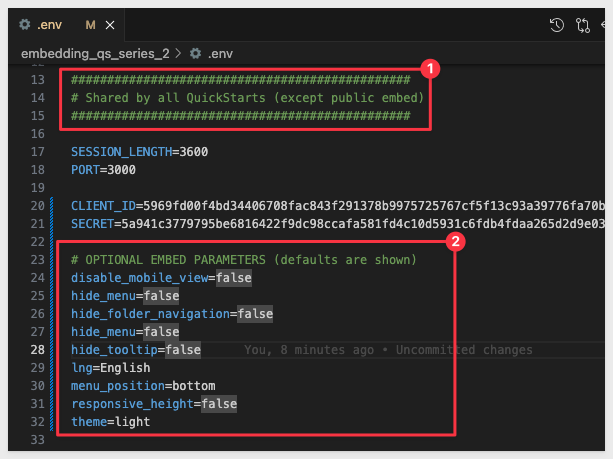 .env M
embedding_qs_series_2 > .env
1
13 ###############################################
14 # Shared by all QuickStarts (except public embed)
15 ###############################################
16
17 SESSION_LENGTH=3600
18 PORT=3000
19
20 CLIENT_ID=5969fd00f4bd34406708fac843f291378b9975725767cf5f13c93a39776fa70b
21 SECRET=5a941c3779795be6816422f9dc98ccafa581fd4c10d5931c6fdb4fdaa265d2d9e03
22
2
23 # OPTIONAL EMBED PARAMETERS (defaults are shown)
24 disable_mobile_view=false
25 hide_menu=false
26 hide_folder_navigation=false
27 hide_menu=false
28 hide_tooltip=false You, 8 minutes ago • Uncommitted changes
29 lng=English
30 menu_position=bottom
31 responsive_height=false
32 theme=light
33